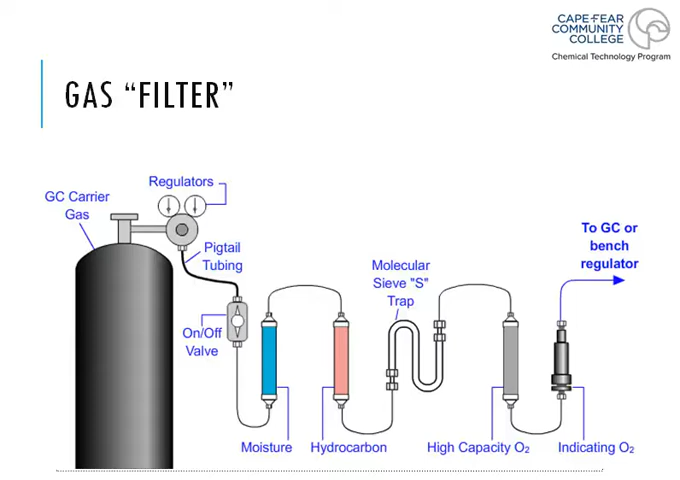 CAPE FEAR
COMMUNITY
COLLEGE
Chemical Technology Program
GAS “FILTER”
Regulators
GC Carrier
Gas
Pigtail
Tubing
On/Off
Valve
Molecular
Sieve "S"
Trap
To GC or
bench
regulator
Moisture
Hydrocarbon
High Capacity O₂
Indicating O₂